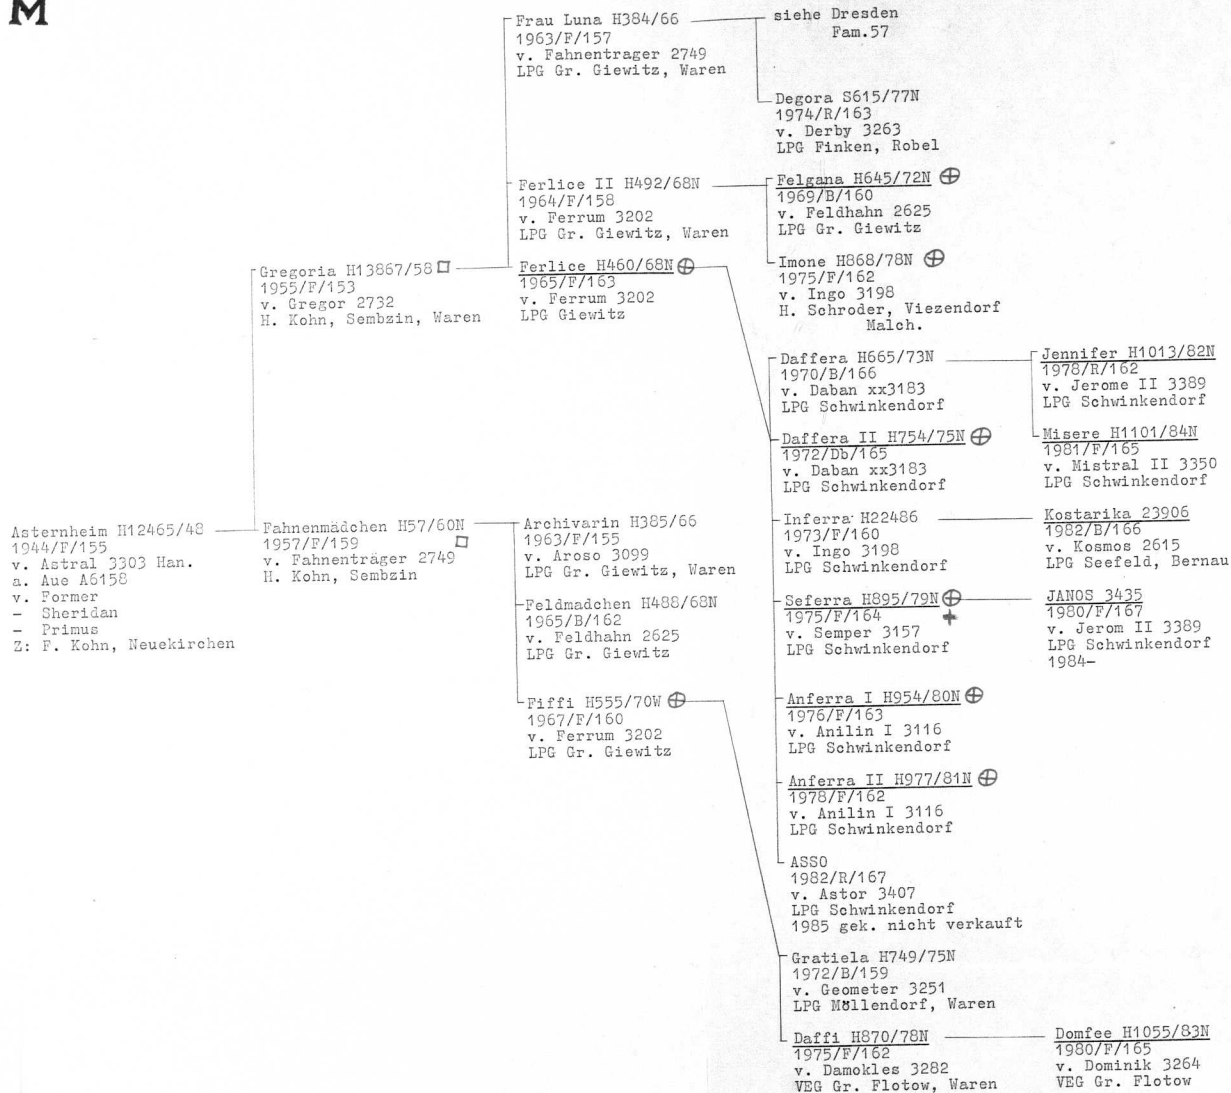 M
Frau Luna H384/66
1963/F/157
v. Fahnentrager 2749
LPG Gr. Giewitz, Waren
siehe Dresden
Fam.57
Degora S615/77N
1974/R/163
v. Derby 3263
LPG Finken, Robel
Ferlice II H492/68N
1964/F/158
v. Ferrum 3202
LPG Gr. Giewitz, Waren
Felgana H645/72N
1969/B/160
v. Feldhahn 2625
LPG Gr. Giewitz
Imone H868/78N
1975/F/162
v. Ingo 3198
H. Schroder, Viezendorf
Malch.
Gregoria H13867/58
1955/F/153
v. Gregor 2732
H. Kohn, Sembzin, Waren
Ferlice H460/68N
1965/F/163
v. Ferrum 3202
LPG Giewitz
Daffera H665/73N
1970/B/166
v. Daban xx3183
LPG Schwinkendorf
Jennifer H1013/82N
1978/R/162
v. Jerome II 3389
LPG Schwinkendorf
Daffera II H754/75N
1972/Db/165
v. Daban xx3183
LPG Schwinkendorf
Misere H1101/84N
1981/F/165
v. Mistral II 3350
LPG Schwinkendorf
Asternheim H12465/48
1944/F/155
v. Astral 3303 Han.
a. Aue A6158
v. Former
- Sheridan
- Primus
Z: F. Kohn, Neuekirchen
Fahnenmädchen H57/60N
1957/F/159
v. Fahnenträger 2749
H. Kohn, Sembzin
Archivarin H385/66
1963/F/155
v. Aroso 3099
LPG Gr. Giewitz, Waren
Inferra H22486
1973/F/160
v. Ingo 3198
LPG Schwinkendorf
Kostarika 23906
1982/B/166
v. Kosmos 2615
LPG Seefeld, Bernau
Feldmadchen H488/68N
1965/B/162
v. Feldhahn 2625
LPG Gr. Giewitz
Seferra H895/79N
1975/F/164
v. Semper 3157
LPG Schwinkendorf
JANOS 3435
1980/F/167
v. Jerom II 3389
LPG Schwinkendorf
1984-
Fiffi H555/70W
1967/F/160
v. Ferrum 3202
LPG Gr. Giewitz
Anferra I H954/80N
1976/F/163
v. Anilin I 3116
LPG Schwinkendorf
Anferra II H977/81N
1978/F/162
v. Anilin I 3116
LPG Schwinkendorf
ASSO
1982/R/167
v. Astor 3407
LPG Schwinkendorf
1985 gek. nicht verkauft
Gratiela H749/75N
1972/B/159
v. Geometer 3251
LPG Möllendorf, Waren
Daffi H870/78N
1975/F/162
v. Damokles 3282
VEG Gr. Flotow, Waren
Domfee H1055/83N
1980/F/165
v. Dominik 3264
VEG Gr. Flotow